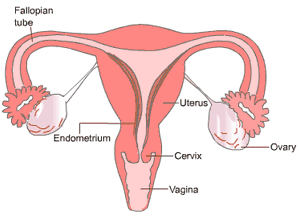 Fallopian
tube
Uterus
Endometrium
Ovary
Cervix
Vagina